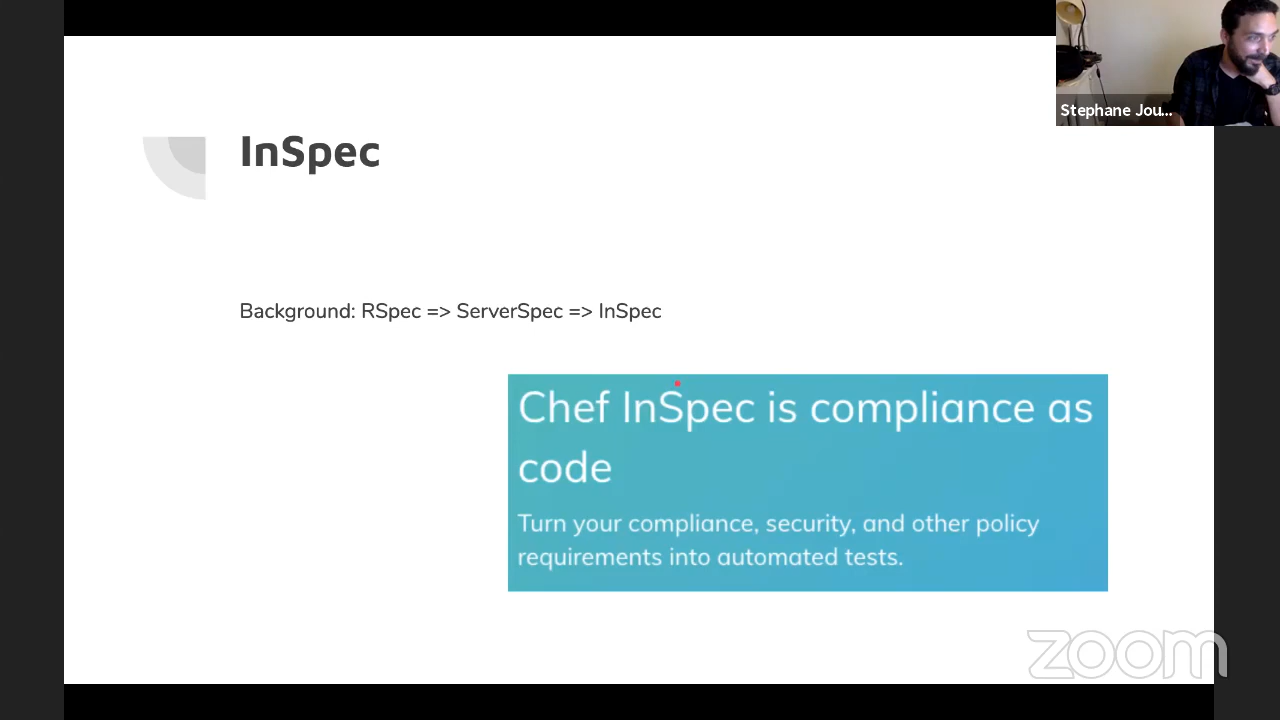 InSpec
Stephane Jou...
Background: RSpec => ServerSpec => InSpec
Chef InSpec is compliance as
code
Turn your compliance, security, and other policy
requirements into automated tests.
zoom